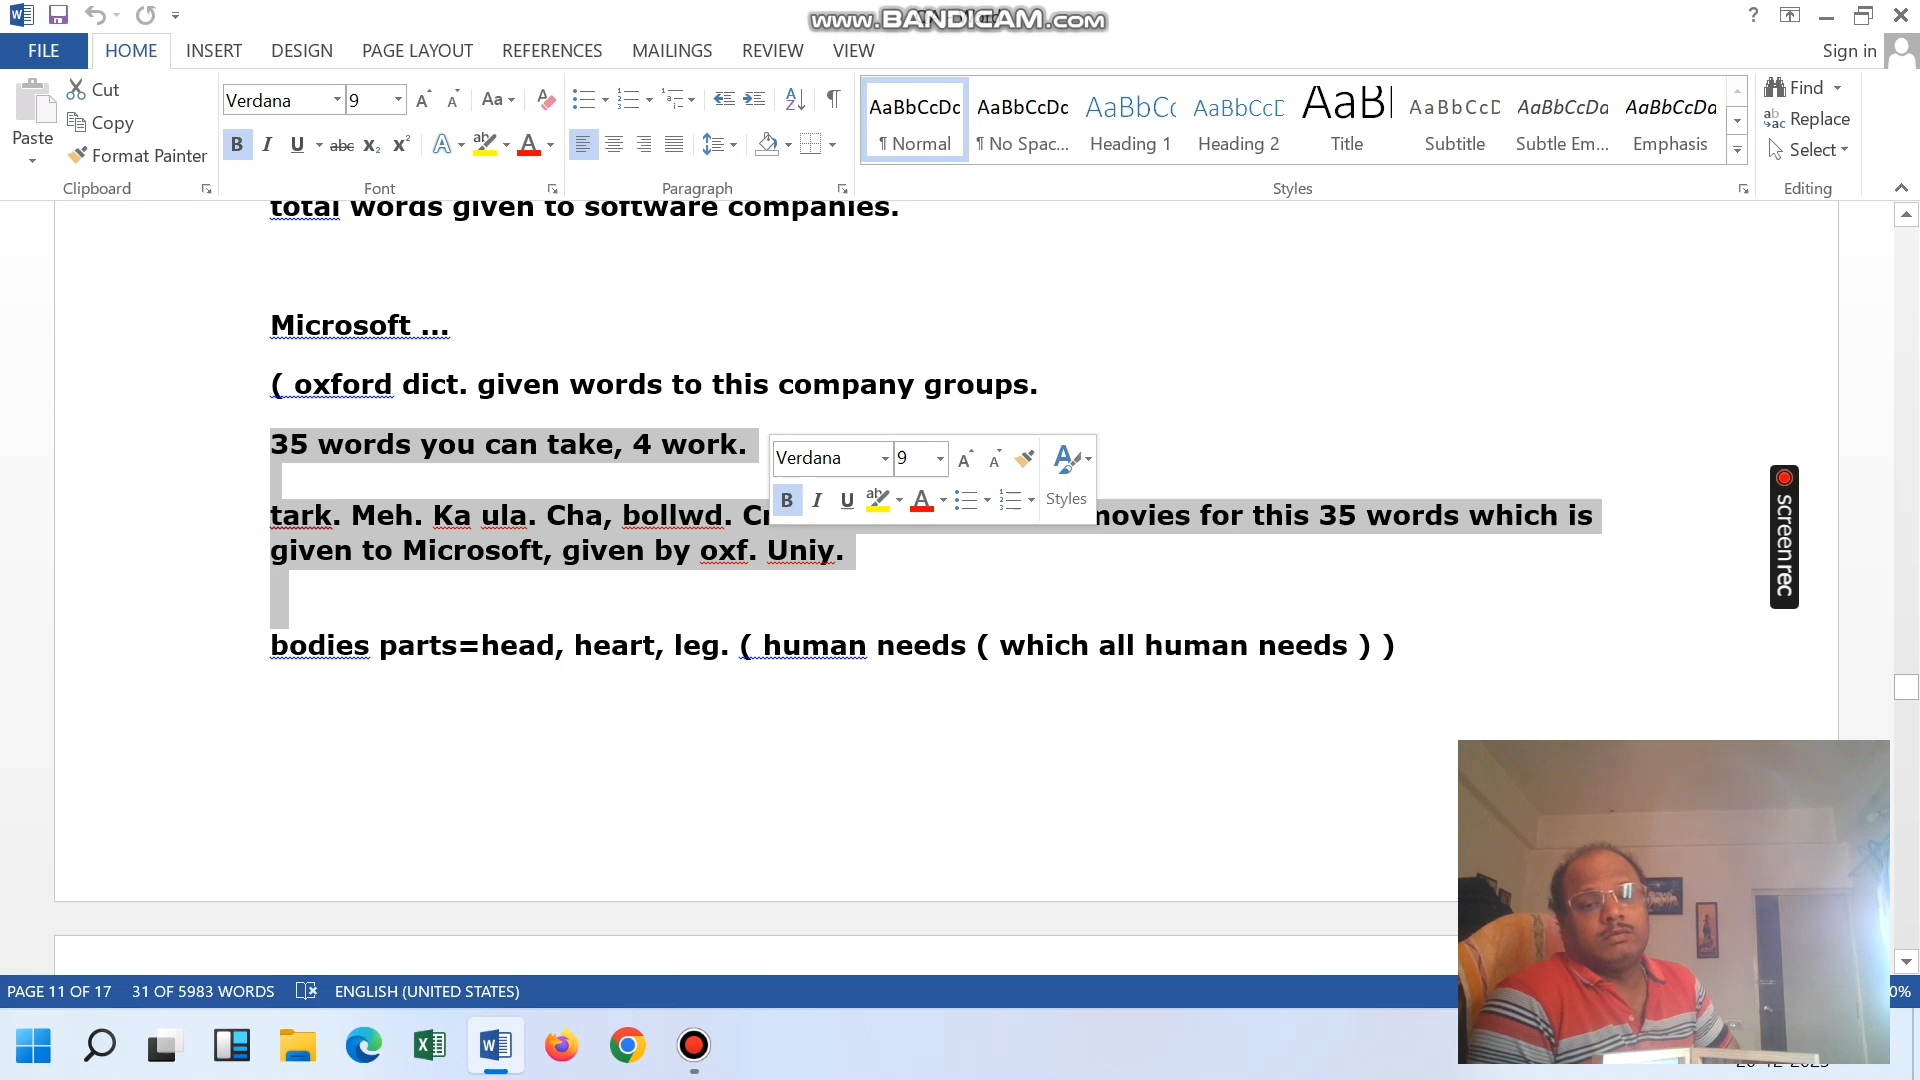 www.BANDICAM.com
FILE HOME INSERT DESIGN PAGE LAYOUT REFERENCES MAILINGS REVIEW VIEW
Sign in
Paste
Cut
Copy
Format Painter
Clipboard
Verdana 9
Font
Paragraph
AaBbCcDc AaBbCcDc AaBbCc AaBbCcD AaBl AaBbCcD AaBbCcDa AaBbCcDa
¶ Normal ¶ No Spac... Heading 1 Heading 2 Title Subtitle Subtle Em... Emphasis
Styles
Find
Replace
Select
Editing
total words given to software companies.
Microsoft ...
( oxford dict. given words to this company groups.
35 words you can take, 4 work.
Verdana 9
Styles
tark. Meh. Ka ula. Cha, bollwd. movies for this 35 words which is
given to Microsoft, given by oxf. Uniy.
bodies parts=head, heart, leg. ( human needs ( which all human needs ) )
screenrec
PAGE 11 OF 17 31 OF 5983 WORDS ENGLISH (UNITED STATES)
0%